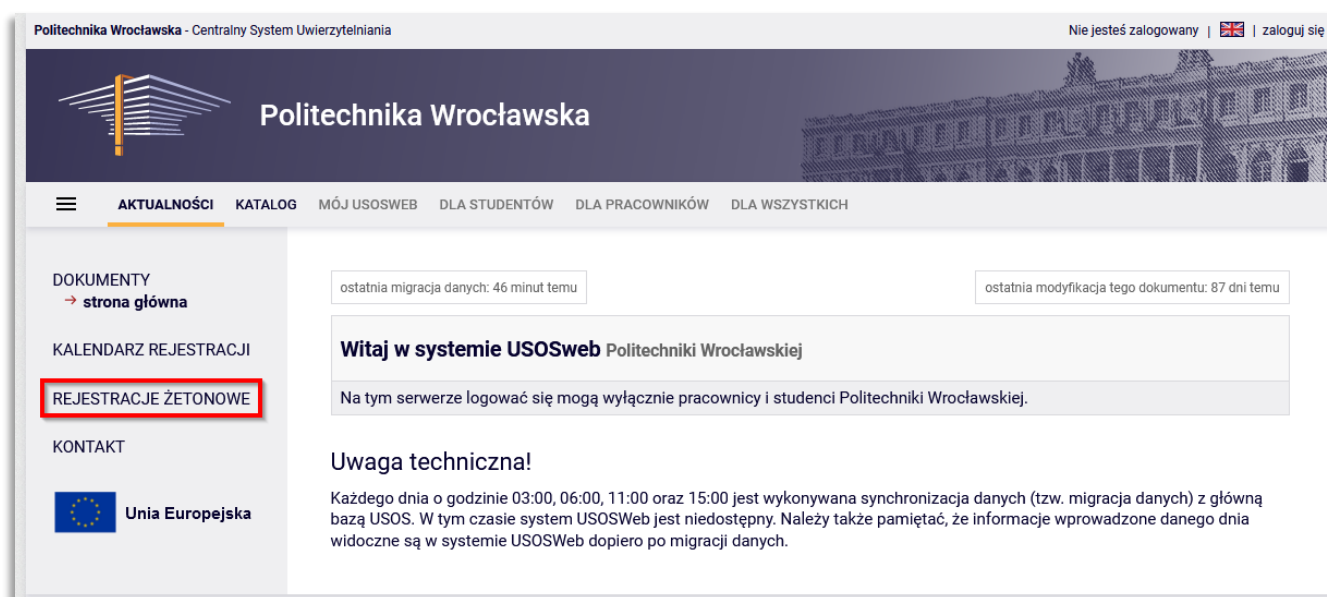 Politechnika Wrocławska - Centralny System Uwierzytelniania
Nie jesteś zalogowany | | zaloguj się
Politechnika Wrocławska
AKTUALNOŚCI KATALOG MÓJ USOSWEB DLA STUDENTÓW DLA PRACOWNIKÓW DLA WSZYSTKICH
DOKUMENTY
→ strona główna
KALENDARZ REJESTRACJI
REJESTRACJE ŻETONOWE
KONTAKT
Unia Europejska
ostatnia migracja danych: 46 minut temu
ostatnia modyfikacja tego dokumentu: 87 dni temu
Witaj w systemie USOSweb Politechniki Wrocławskiej
Na tym serwerze logować się mogą wyłącznie pracownicy i studenci Politechniki Wrocławskiej.
Uwaga techniczna!
Każdego dnia o godzinie 03:00, 06:00, 11:00 oraz 15:00 jest wykonywana synchronizacja danych (tzw. migracja danych) z główną
bazą USOS. W tym czasie system USOSWeb jest niedostępny. Należy także pamiętać, że informacje wprowadzone danego dnia
widoczne są w systemie USOSWeb dopiero po migracji danych.